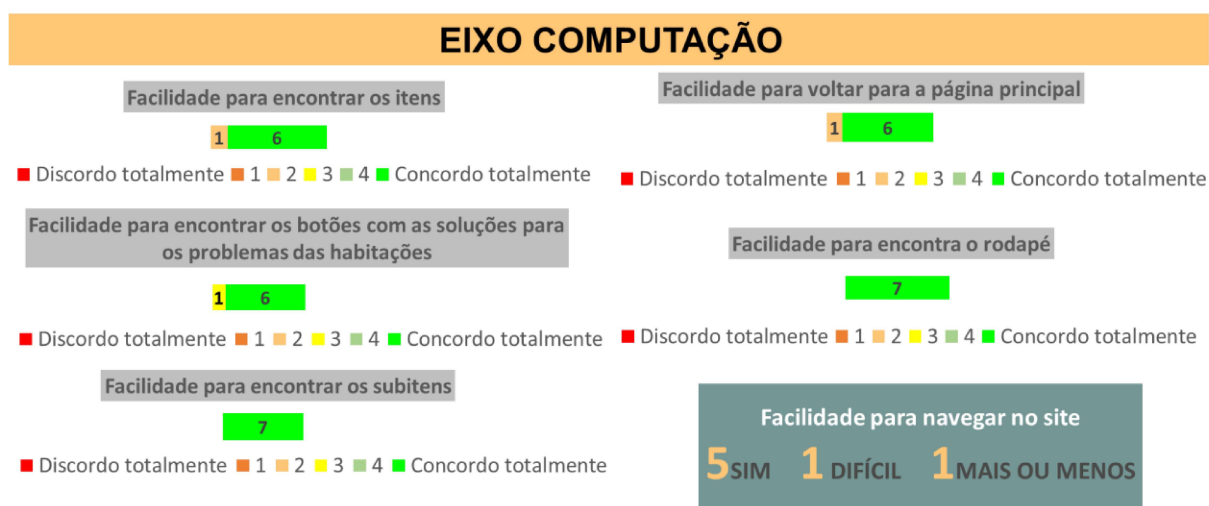 EIXO COMPUTAÇÃO
Facilidade para encontrar os itens
1 6
Discordo totalmente 1 2 3 4 Concordo totalmente
Facilidade para encontrar os botões com as soluções para
os problemas das habitações
1 6
Discordo totalmente 1 2 3 4 Concordo totalmente
Facilidade para encontrar os subitens
7
Discordo totalmente 1 2 3 4 Concordo totalmente
Facilidade para voltar para a página principal
1 6
Discordo totalmente 1 2 3 4 Concordo totalmente
Facilidade para encontra o rodapé
7
Discordo totalmente 1 2 3 4 Concordo totalmente
Facilidade para navegar no site
5 SIM 1 DIFÍCIL 1 MAIS OU MENOS